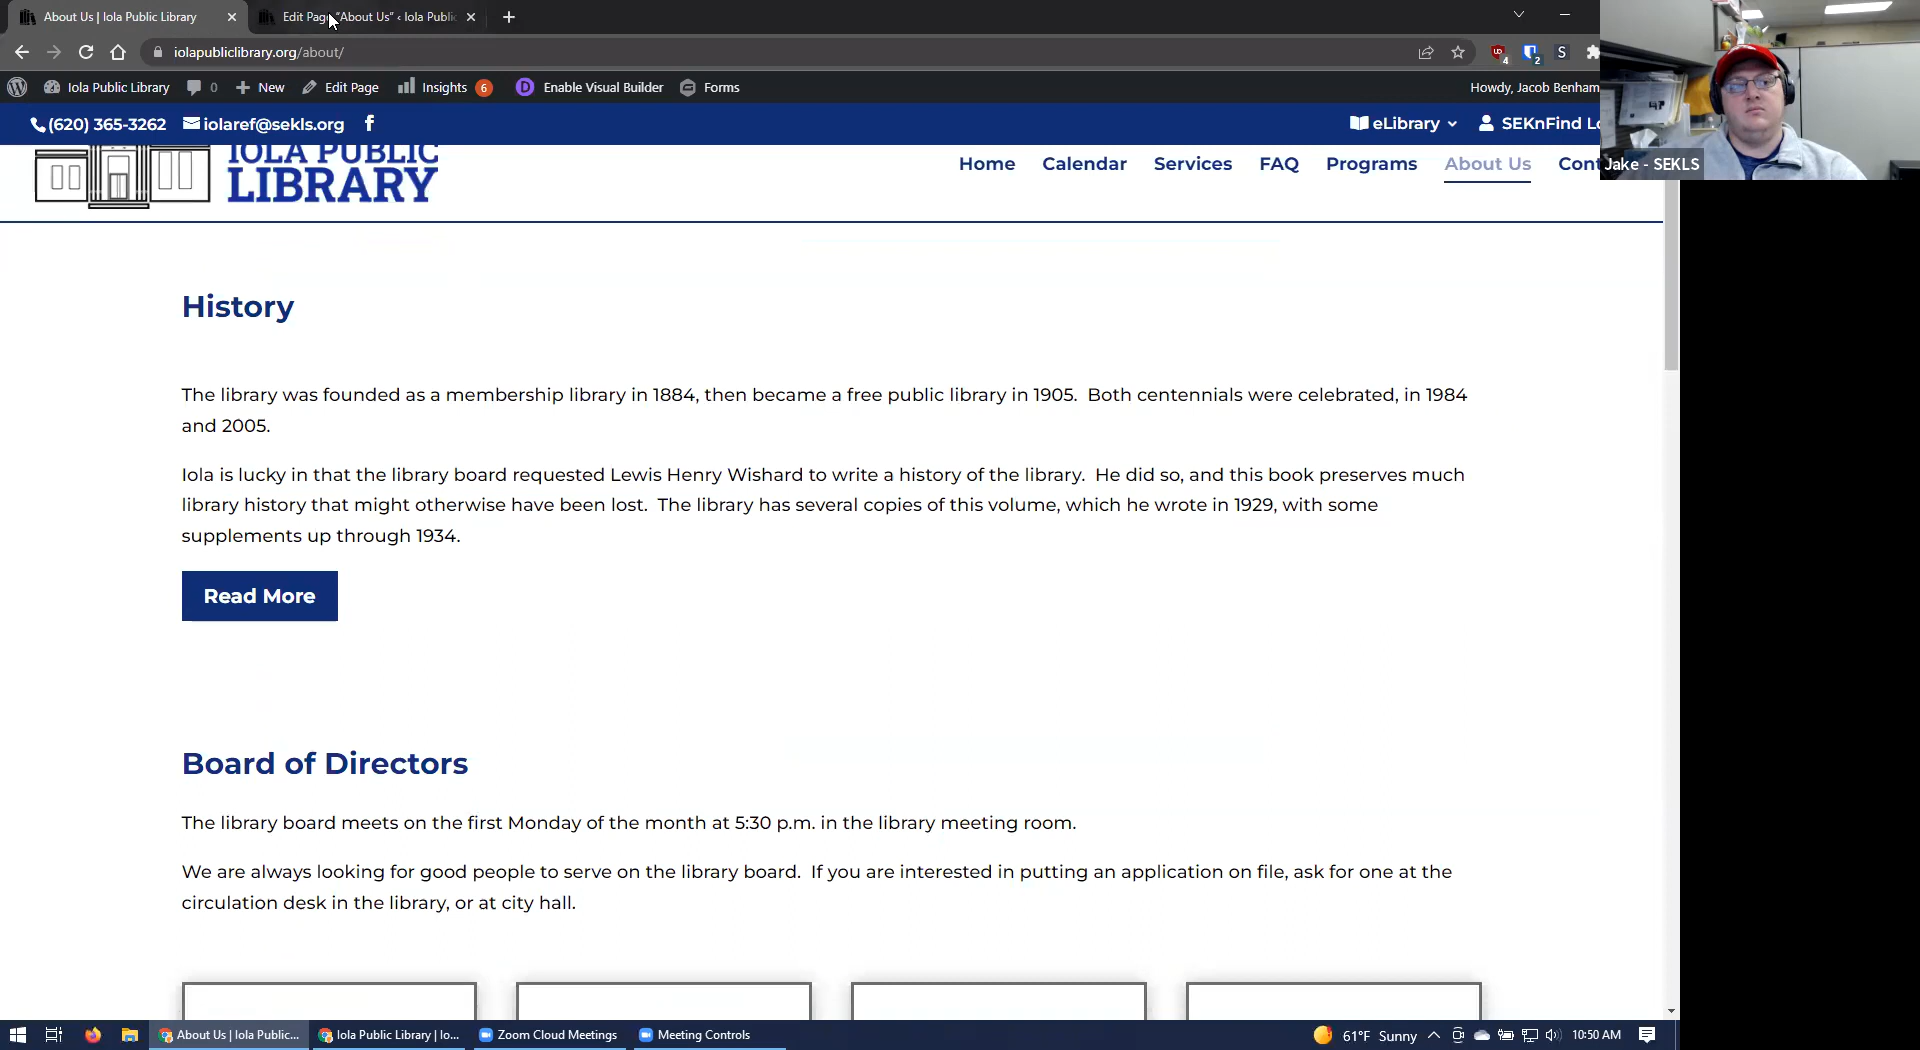 About Us | Iola Public Library
Edit Page "About Us" ‹ Iola Public
iolapubliclibrary.org/about/
4
2
S
Iola Public Library
0
New
Edit Page
Insights 6
D Enable Visual Builder
Forms
Howdy, Jacob Benham
(620) 365-3262
iolaref@sekls.org
eLibrary
SEKnFind Lo
IOLA PUBLIC
LIBRARY
Home
Calendar
Services
FAQ
Programs
About Us
Cont
Jake - SEKLS
History
The library was founded as a membership library in 1884, then became a free public library in 1905. Both centennials were celebrated, in 1984
and 2005.
Iola is lucky in that the library board requested Lewis Henry Wishard to write a history of the library. He did so, and this book preserves much
library history that might otherwise have been lost. The library has several copies of this volume, which he wrote in 1929, with some
supplements up through 1934.
Read More
Board of Directors
The library board meets on the first Monday of the month at 5:30 p.m. in the library meeting room.
We are always looking for good people to serve on the library board. If you are interested in putting an application on file, ask for one at the
circulation desk in the library, or at city hall.
About Us | Iola Public...
Iola Public Library | Io...
Zoom Cloud Meetings
Meeting Controls
61°F Sunny
10:50 AM